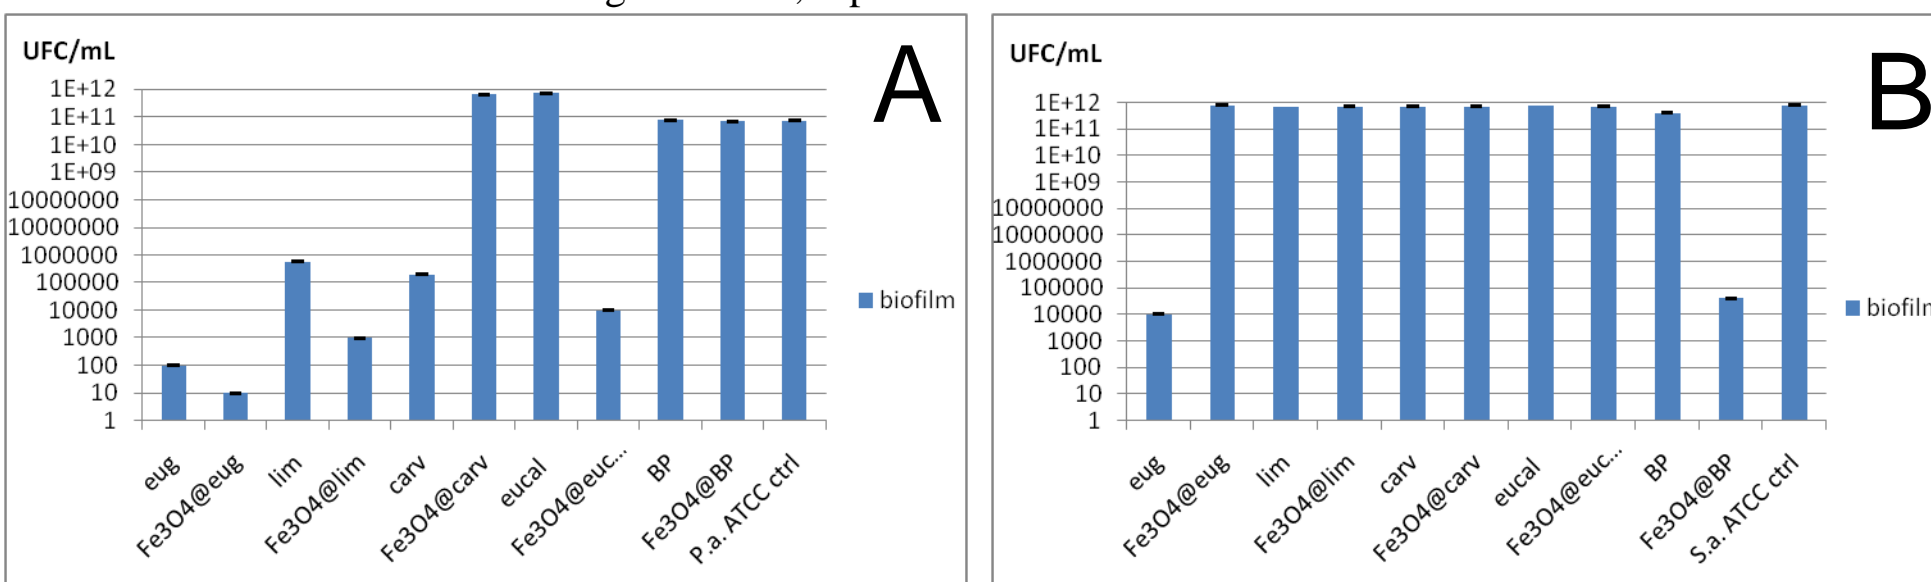 UFC/mL
A
1E+12
1E+11
1E+10
1E+09
10000000
10000000
1000000
100000
10000
1000
100
10
1
biofilm
eug
Fe3O4@eug
lim
Fe3O4@lim
carv
Fe3O4@carv
eucal
Fe3O4@euc...
BP
Fe3O4@BP
P.a. ATCC ctrl
UFC/mL
B
1E+12
1E+11
1E+10
1E+09
10000000
10000000
1000000
100000
10000
1000
100
10
1
biofilm
eug
Fe3O4@eug
lim
Fe3O4@lim
carv
Fe3O4@carv
eucal
Fe3O4@euc...
BP
Fe3O4@BP
S.a. ATCC ctrl